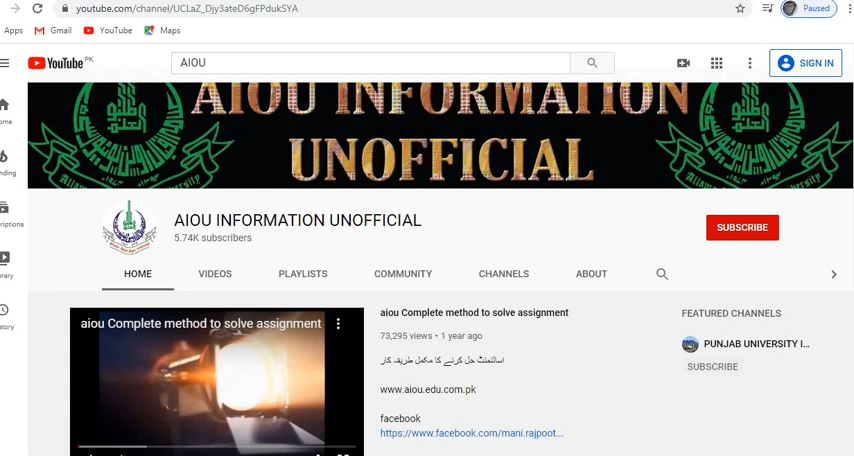 youtube.com/channel/UCLaZ_Djy3ateD6gFPdukSYA
Paused
Apps Gmail YouTube Maps
YouTube PK
AIOU
SIGN IN
AIOU INFORMATION
UNOFFICIAL
AIOU INFORMATION UNOFFICIAL
5.74K subscribers
SUBSCRIBE
HOME VIDEOS PLAYLISTS COMMUNITY CHANNELS ABOUT
aiou Complete method to solve assignment
aiou Complete method to solve assignment
73,295 views • 1 year ago
اسائنمنٹ حل کرنے کا مکمل طریقہ کار
www.aiou.edu.com.pk
facebook
https://www.facebook.com/mani.rajpoot...
FEATURED CHANNELS
PUNJAB UNIVERSITY I...
SUBSCRIBE